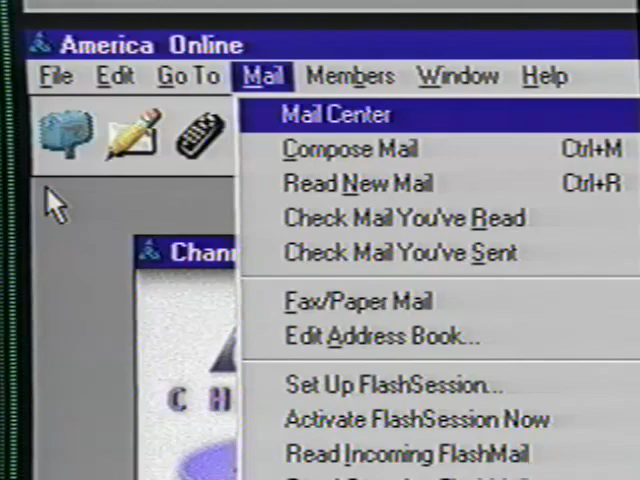 America Online
File Edit Go To Mail Members Window Help
Mail Center
Compose Mail Ctrl+M
Read New Mail Ctrl+R
Check Mail You've Read
Check Mail You've Sent
Fax/Paper Mail
Edit Address Book...
Set Up FlashSession...
Activate FlashSession Now
Read Incoming FlashMail
Chann
C H